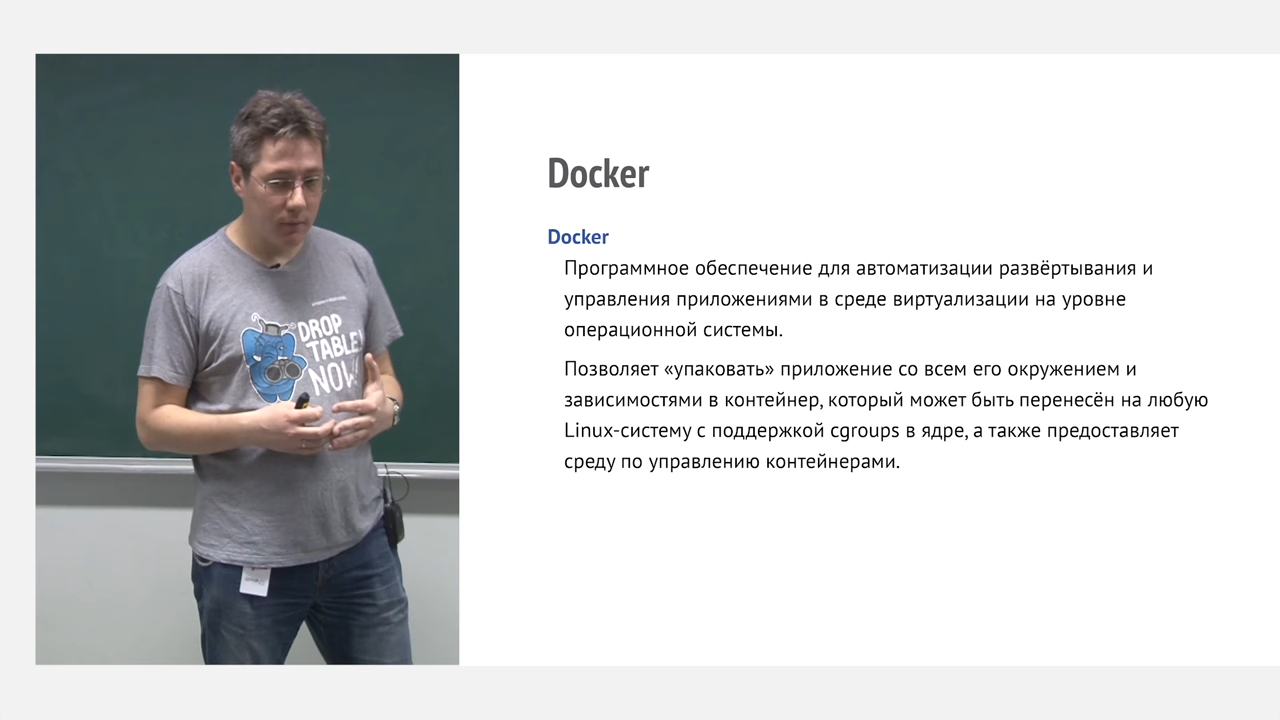 Docker
Docker
Программное обеспечение для автоматизации развёртывания и
управления приложениями в среде виртуализации на уровне
операционной системы.
Позволяет «упаковать» приложение со всем его окружением и
зависимостями в контейнер, который может быть перенесён на любую
Linux-систему с поддержкой cgroups в ядре, а также предоставляет
среду по управлению контейнерами.
DROP
TABLE!
NOW!